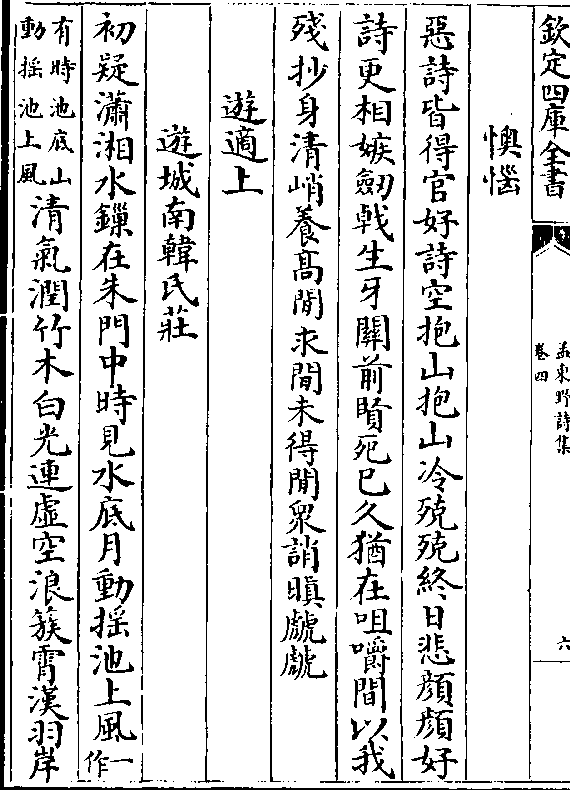 欽定四庫全書
孟東野詩集
卷四
六
懊惱
惡詩皆得官好詩空抱山抱山冷殑殑終日悲顏顏好
詩更相嫉劒戟生牙關前賢死已久猶在咀嚼間以我
殘抄身清峭養髙閒求閒未得閒衆誚瞋虤虤
遊適上
遊城南韓氏莊
初疑瀟湘水鏁在朱門中時見水底月動揺池上風一作
有時池底山
動揺池上風清氣潤竹木白光連虛空浪簇霄漢羽岸